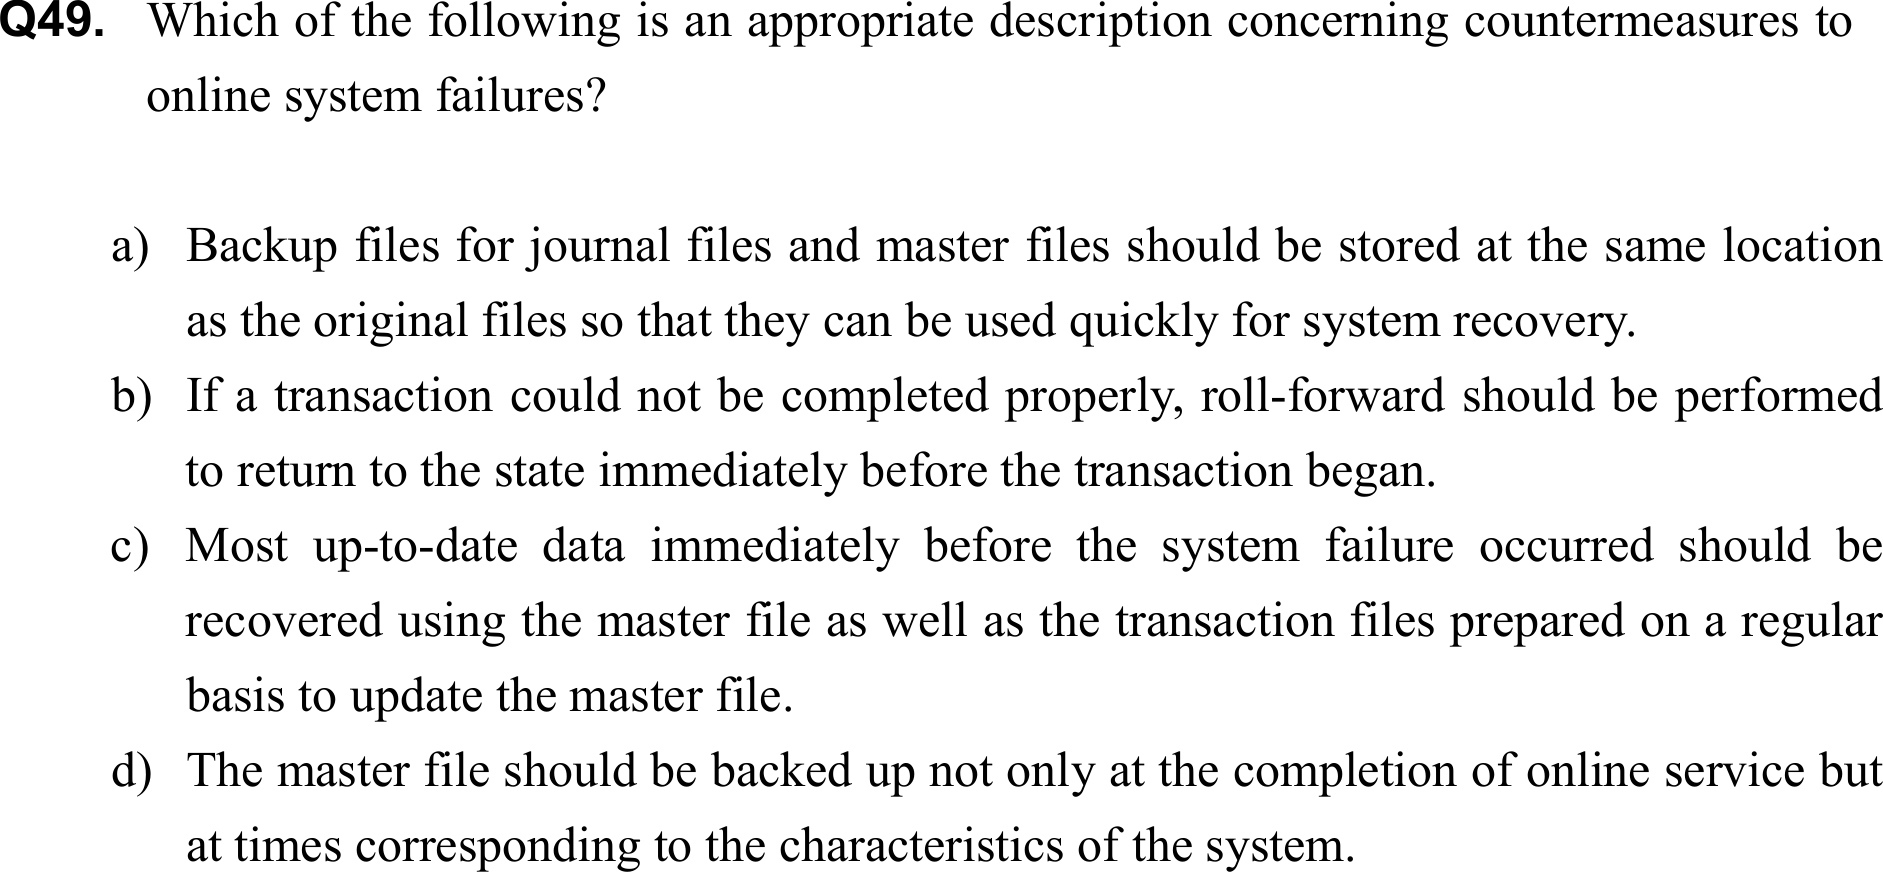 Q49. Which of the following is an appropriate description concerning countermeasures to
online system failures?
a) Backup files for journal files and master files should be stored at the same location
as the original files so that they can be used quickly for system recovery.
b) If a transaction could not be completed properly, roll-forward should be performed
to return to the state immediately before the transaction began.
c) Most up-to-date data immediately before the system failure occurred should be
recovered using the master file as well as the transaction files prepared on a regular
basis to update the master file.
d) The master file should be backed up not only at the completion of online service but
at times corresponding to the characteristics of the system.